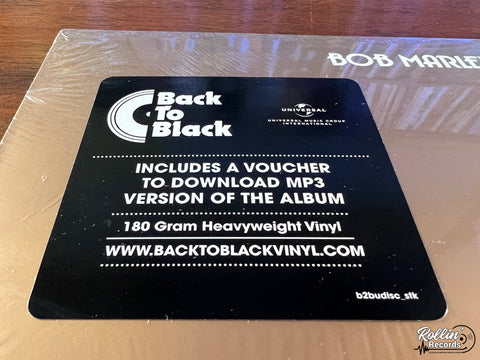 BOB MARLE
Back
To
Black
UNIVERSAL
UNIVERSAL MUSIC GROUP
INTERNATIONAL
INCLUDES A VOUCHER
TO DOWNLOAD MP3
VERSION OF THE ALBUM
180 Gram Heavyweight Vinyl
WWW.BACKTOBLACKVINYL.COM
b2budisc_stk
Rollin'
Records